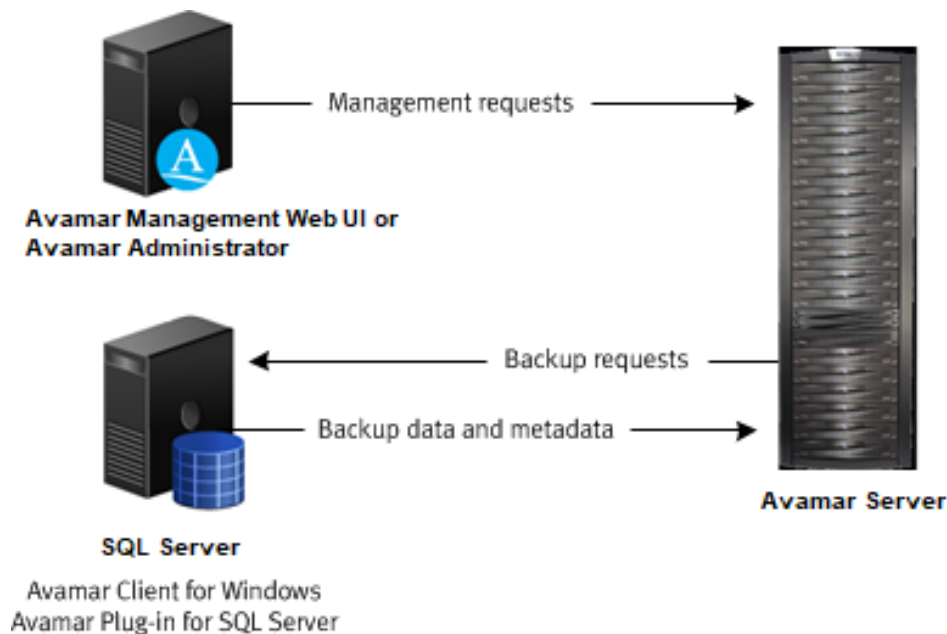 Management requests
A
Avamar Management Web UI or
Avamar Administrator
Backup requests
Backup data and metadata
Avamar Server
SQL Server
Avamar Client for Windows
Avamar Plug-in for SQL Server